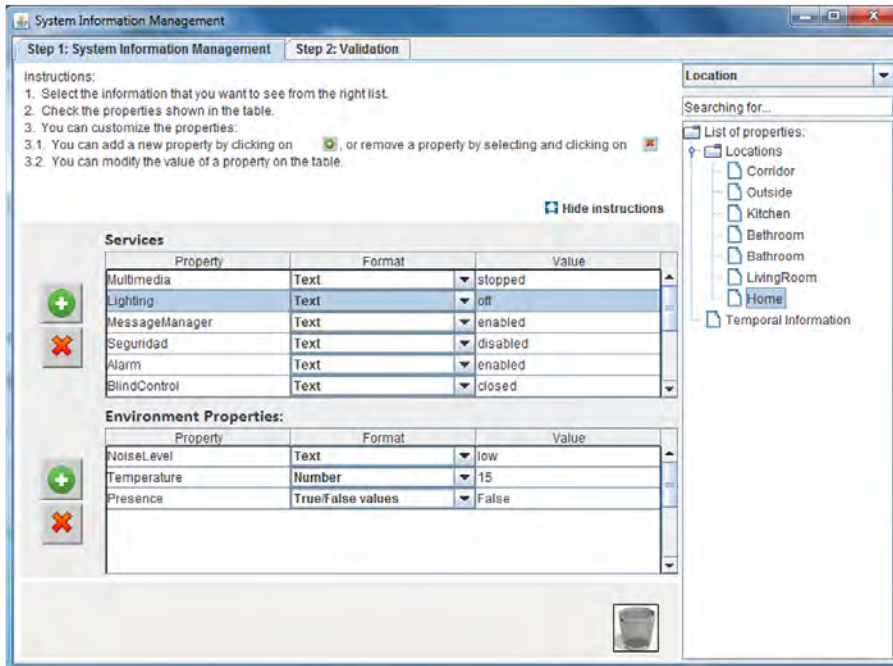 System Information Management
Step 1: System Information Management Step 2: Validation
Instructions:
1. Select the information that you want to see from the right list.
2. Check the properties shown in the table.
3. You can customize the properties:
3.1. You can add a new property by clicking on , or remove a property by selecting and clicking on
3.2. You can modify the value of a property on the table.
Hide instructions
Services
Property Format Value
Multimedia Text stopped
Lighting Text off
MessageManager Text enabled
Seguridad Text disabled
Alarm Text enabled
BlindControl Text closed
Environment Properties:
Property Format Value
NoiseLevel Text low
Temperature Number 15
Presence True/False values False
Location
Searching for...
List of properties:
Locations
Corridor
Outside
Kitchen
Bethroom
Bathroom
LivingRoom
Home
Temporal Information